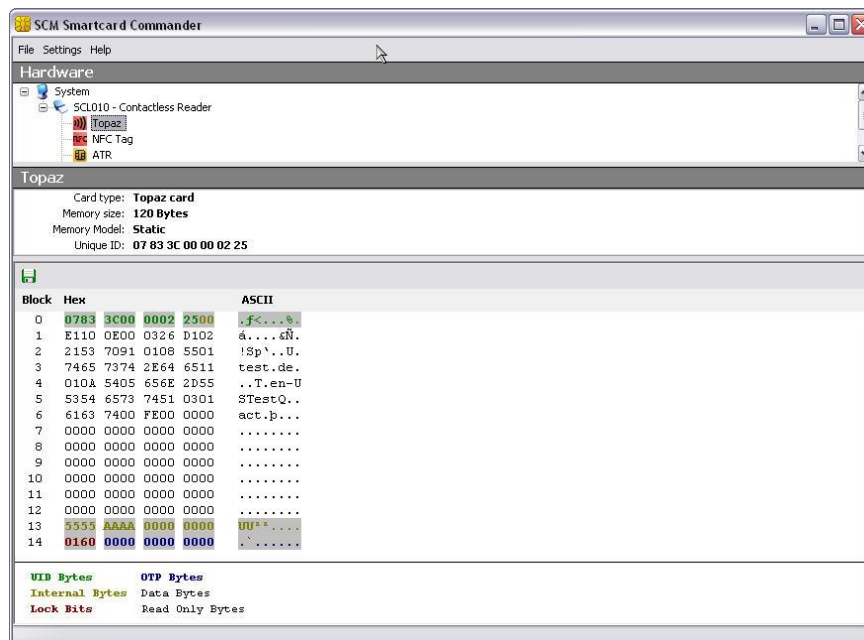 SCM Smartcard Commander
File Settings Help
Hardware
System
SCL010 - Contactless Reader
Topaz
NFC Tag
ATR
Topaz
Card type: Topaz card
Memory size: 120 Bytes
Memory Model: Static
Unique ID: 07 83 3C 00 00 02 25
Block Hex ASCII
0 0783 3C00 0002 2500 .ƒ<...%.
1 E110 0E00 0326 D102 á....&Ñ.
2 2153 7091 0108 5501 !Sp‘..U.
3 7465 7374 2E64 6511 test.de.
4 010A 5405 656E 2D55 ..T.en-U
5 5354 6573 7451 0301 STestQ..
6 6163 7400 FE00 0000 act.þ...
7 0000 0000 0000 0000 ........
8 0000 0000 0000 0000 ........
9 0000 0000 0000 0000 ........
10 0000 0000 0000 0000 ........
11 0000 0000 0000 0000 ........
12 0000 0000 0000 0000 ........
13 5555 AAAA 0000 0000 UUªª....
14 0160 0000 0000 0000 .`......
UID Bytes OTP Bytes
Internal Bytes Data Bytes
Lock Bits Read Only Bytes